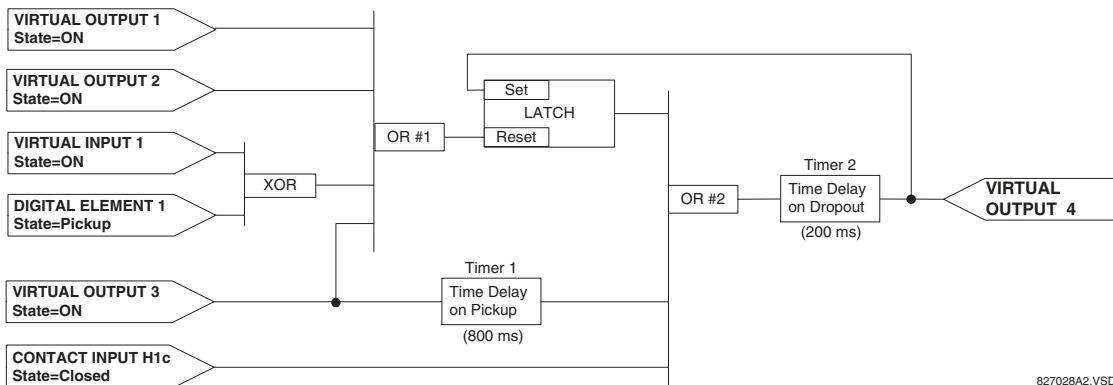 VIRTUAL OUTPUT 1
State=ON
VIRTUAL OUTPUT 2
State=ON
VIRTUAL INPUT 1
State=ON
DIGITAL ELEMENT 1
State=Pickup
VIRTUAL OUTPUT 3
State=ON
CONTACT INPUT H1c
State=Closed
XOR
OR #1
Set
LATCH
Reset
Timer 1
Time Delay
on Pickup
(800 ms)
OR #2
Timer 2
Time Delay
on Dropout
(200 ms)
VIRTUAL
OUTPUT 4
827028A2.VSD